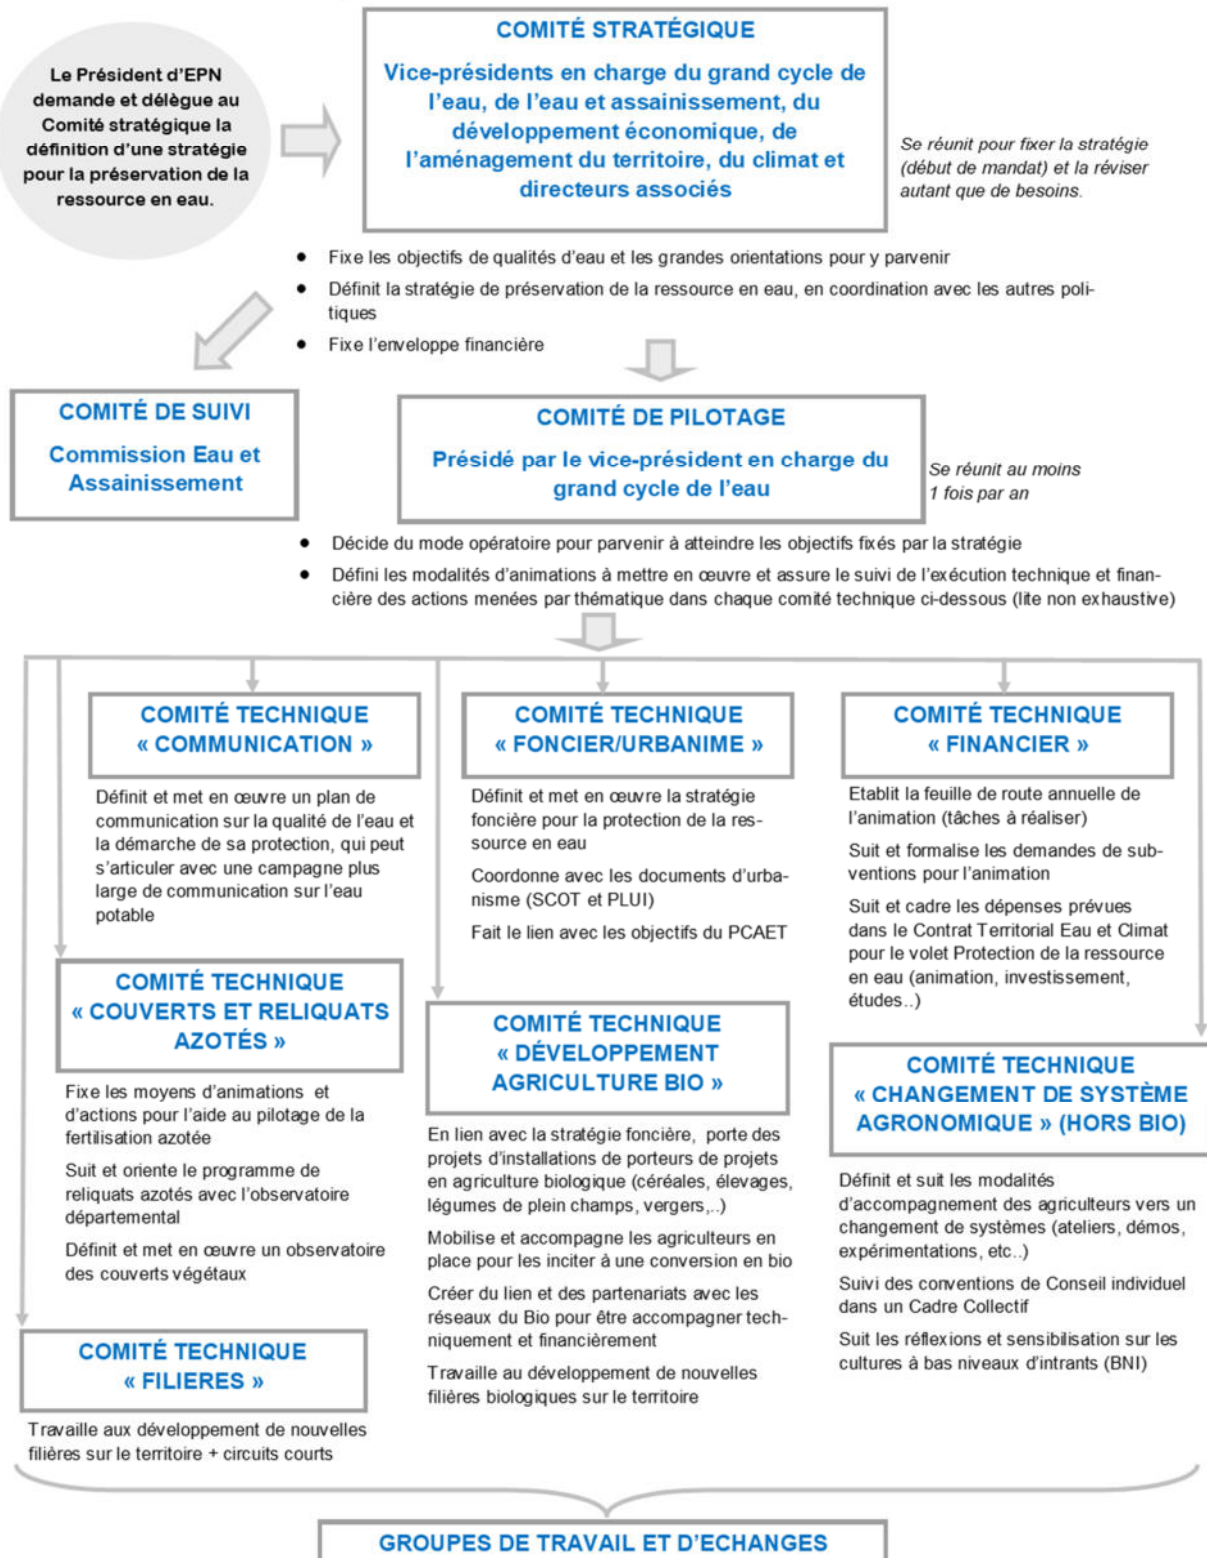 Le Président d'EPN
demande et délègue au
Comité stratégique la
définition d'une stratégie
pour la préservation de la
ressource en eau.
COMITÉ STRATÉGIQUE
Vice-présidents en charge du grand cycle de
l'eau, de l'eau et assainissement, du
développement économique, de
l'aménagement du territoire, du climat et
directeurs associés
Se réunit pour fixer la stratégie
(début de mandat) et la réviser
autant que de besoins.
● Fixe les objectifs de qualités d'eau et les grandes orientations pour y parvenir
● Définit la stratégie de préservation de la ressource en eau, en coordination avec les autres poli-
tiques
● Fixe l'enveloppe financière
COMITÉ DE SUIVI
Commission Eau et
Assainissement
COMITÉ DE PILOTAGE
Présidé par le vice-président en charge du
grand cycle de l'eau
Se réunit au moins
1 fois par an
● Décide du mode opératoire pour parvenir à atteindre les objectifs fixés par la stratégie
● Défini les modalités d'animations à mettre en œuvre et assure le suivi de l'exécution technique et finan-
cière des actions menées par thématique dans chaque comité technique ci-dessous (lite non exhaustive)
COMITÉ TECHNIQUE
« COMMUNICATION »
Définit et met en œuvre un plan de
communication sur la qualité de l'eau et
la démarche de sa protection, qui peut
s'articuler avec une campagne plus
large de communication sur l'eau
potable
COMITÉ TECHNIQUE
« FONCIER/URBANIME »
Définit et met en œuvre la stratégie
foncière pour la protection de la res-
source en eau
Coordonne avec les documents d'urba-
nisme (SCOT et PLUI)
Fait le lien avec les objectifs du PCAET
COMITÉ TECHNIQUE
« FINANCIER »
Etablit la feuille de route annuelle de
l'animation (tâches à réaliser)
Suit et formalise les demandes de sub-
ventions pour l'animation
Suit et cadre les dépenses prévues
dans le Contrat Territorial Eau et Climat
pour le volet Protection de la ressource
en eau (animation, investissement,
études..)
COMITÉ TECHNIQUE
« COUVERTS ET RELIQUATS
AZOTÉS »
Fixe les moyens d'animations et
d'actions pour l'aide au pilotage de la
fertilisation azotée
Suit et oriente le programme de
reliquats azotés avec l'observatoire
départemental
Définit et met en œuvre un observatoire
des couverts végétaux
COMITÉ TECHNIQUE
« DÉVELOPPEMENT
AGRICULTURE BIO »
En lien avec la stratégie foncière, porte des
projets d'installations de porteurs de projets
en agriculture biologique (céréales, élevages,
légumes de plein champs, vergers,..)
Mobilise et accompagne les agriculteurs en
place pour les inciter à une conversion en bio
Créer du lien et des partenariats avec les
réseaux du Bio pour être accompagner tech-
niquement et financièrement
Travaille au développement de nouvelles
filières biologiques sur le territoire
COMITÉ TECHNIQUE
« CHANGEMENT DE SYSTÈME
AGRONOMIQUE » (HORS BIO)
Définit et suit les modalités
d'accompagnement des agriculteurs vers un
changement de systèmes (ateliers, démos,
expérimentations, etc..)
Suivi des conventions de Conseil individuel
dans un Cadre Collectif
Suit les réflexions et sensibilisation sur les
cultures à bas niveaux d'intrants (BNI)
COMITÉ TECHNIQUE
« FILIERES »
Travaille aux développement de nouvelles
filières sur le territoire + circuits courts
GROUPES DE TRAVAIL ET D'ECHANGES